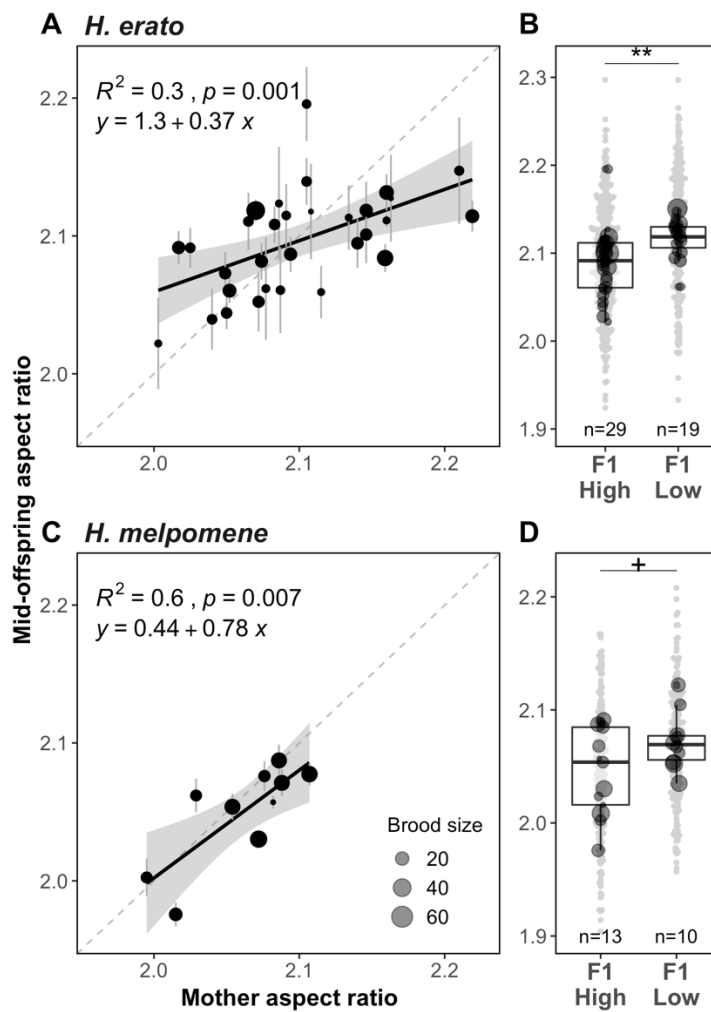 A H. erato
R² = 0.3 , p = 0.001
y = 1.3 + 0.37 x
2.2
2.1
2.0
2.0 2.1 2.2
B
**
2.3
2.2
2.1
2.0
1.9
n=29 n=19
F1 F1
High Low
Mid-offspring aspect ratio
C H. melpomene
R² = 0.6 , p = 0.007
y = 0.44 + 0.78 x
2.2
2.1
2.0
Brood size
20
40
60
2.0 2.1 2.2
Mother aspect ratio
D
+
2.2
2.1
2.0
1.9
n=13 n=10
F1 F1
High Low